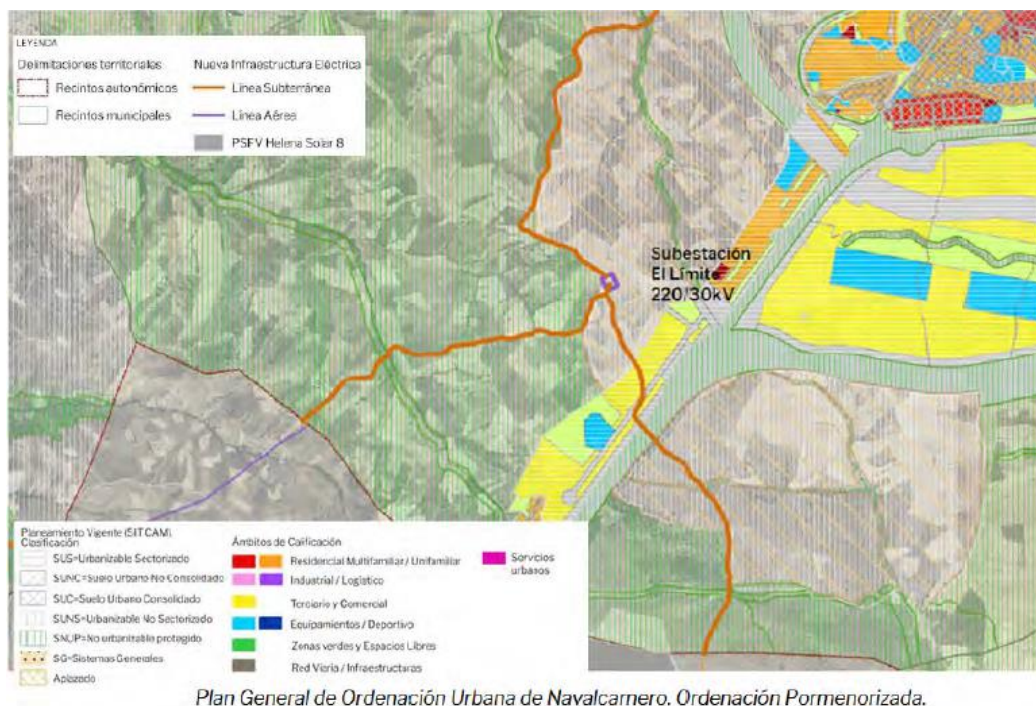 LEYENDA
Delimitaciones territoriales
Recintos autonómicos
Recintos municipales
Nueva Infraestructura Eléctrica
Línea Subterránea
Línea Aérea
PSFV Helena Solar 8
Subestación
El Límite
220/30kV
Planeamiento Vigente (SITCAM)
Clasificación
SUS=Urbanizable Sectorizado
SUNC=Suelo Urbano No Consolidado
SUC=Suelo Urbano Consolidado
SUNS=Urbanizable No Sectorizado
SNUP=No urbanizable protegido
SG=Sistemas Generales
Aplazado
Ámbitos de Calificación
Residencial Multifamiliar / Unifamiliar
Industrial / Logístico
Terciario y Comercial
Equipamientos / Deportivo
Zonas verdes y Espacios Libres
Red Viaria / Infraestructuras
Servicios
urbanos
Plan General de Ordenación Urbana de Navalcarnero. Ordenación Pormenorizada.